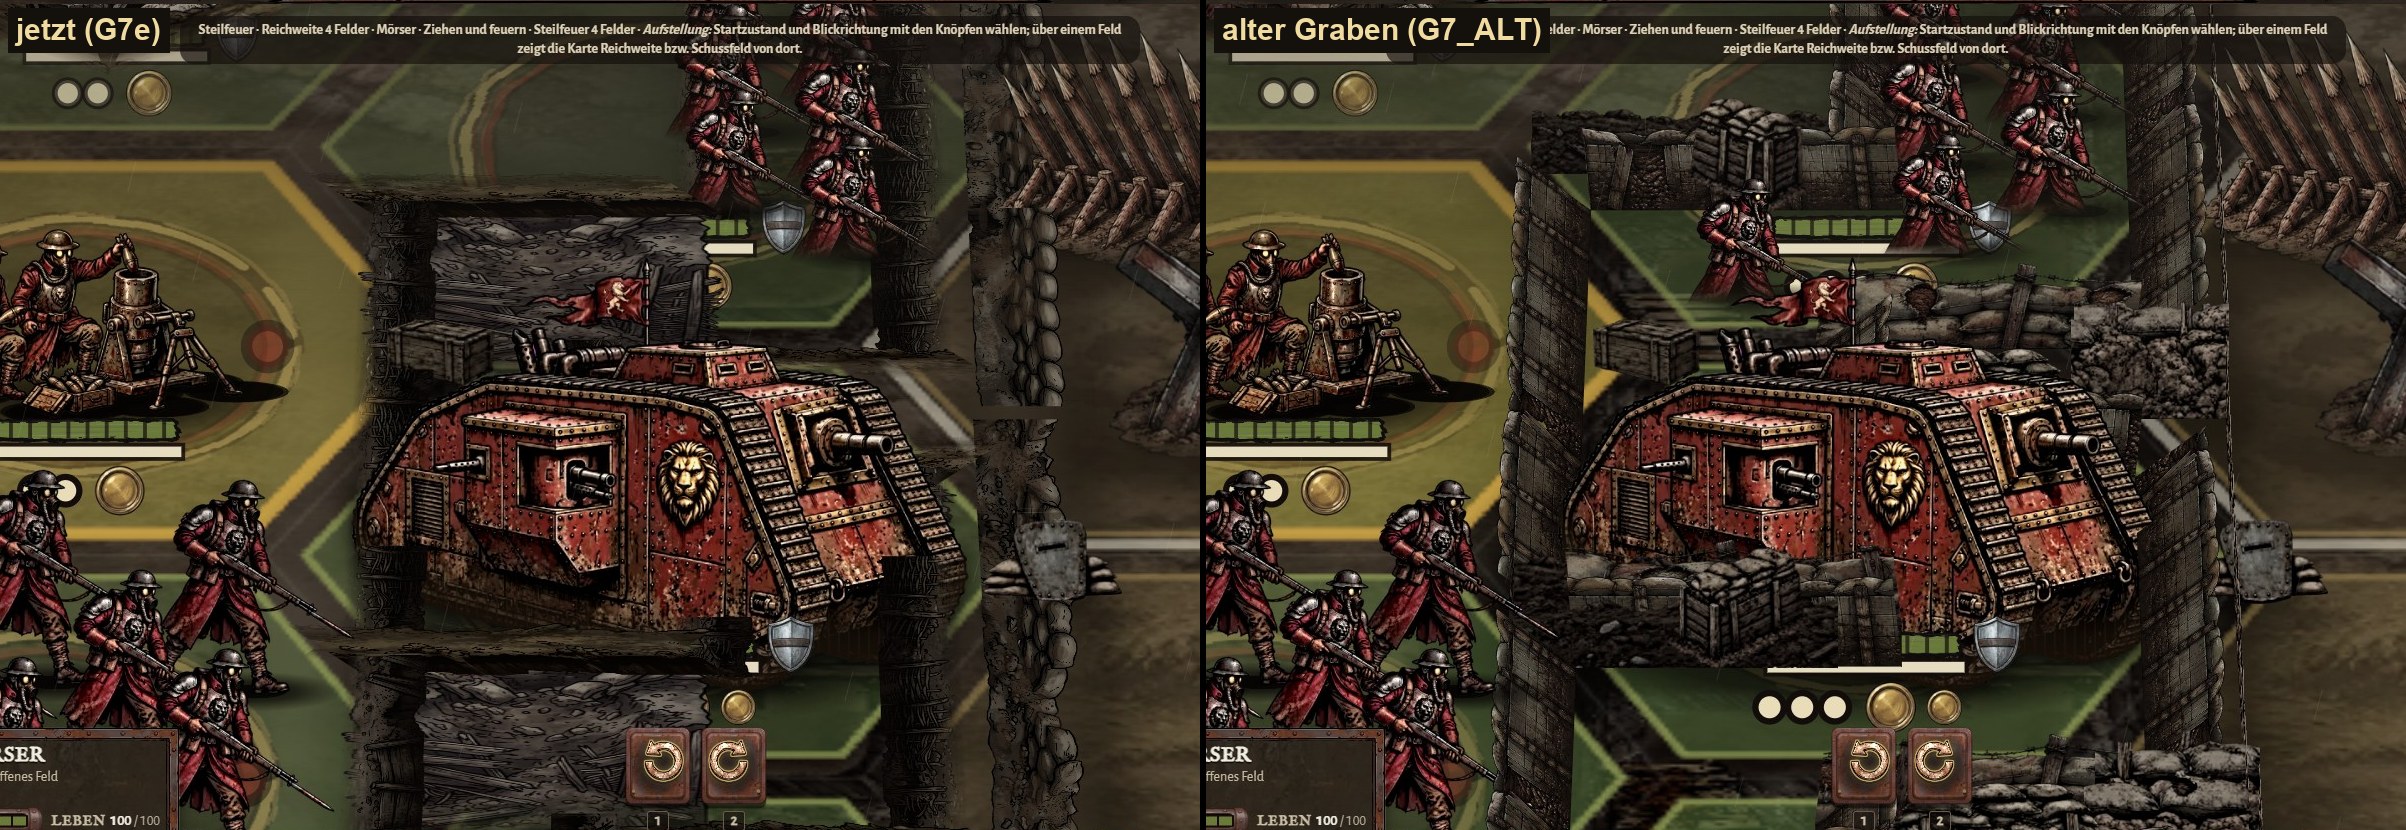 jetzt (G7e)
Steilfeuer · Reichweite 4 Felder · Mörser · Ziehen und feuern · Steilfeuer 4 Felder · Aufstellung: Startzustand und Blickrichtung mit den Knöpfen wählen; über einem Feld
zeigt die Karte Reichweite bzw. Schussfeld von dort.
RSER
ffenes Feld
LEBEN 100/100
1
2
alter Graben (G7_ALT)
elder · Mörser · Ziehen und feuern · Steilfeuer 4 Felder · Aufstellung: Startzustand und Blickrichtung mit den Knöpfen wählen; über einem Feld
zeigt die Karte Reichweite bzw. Schussfeld von dort.
RSER
ffenes Feld
LEBEN 100/100
1
2